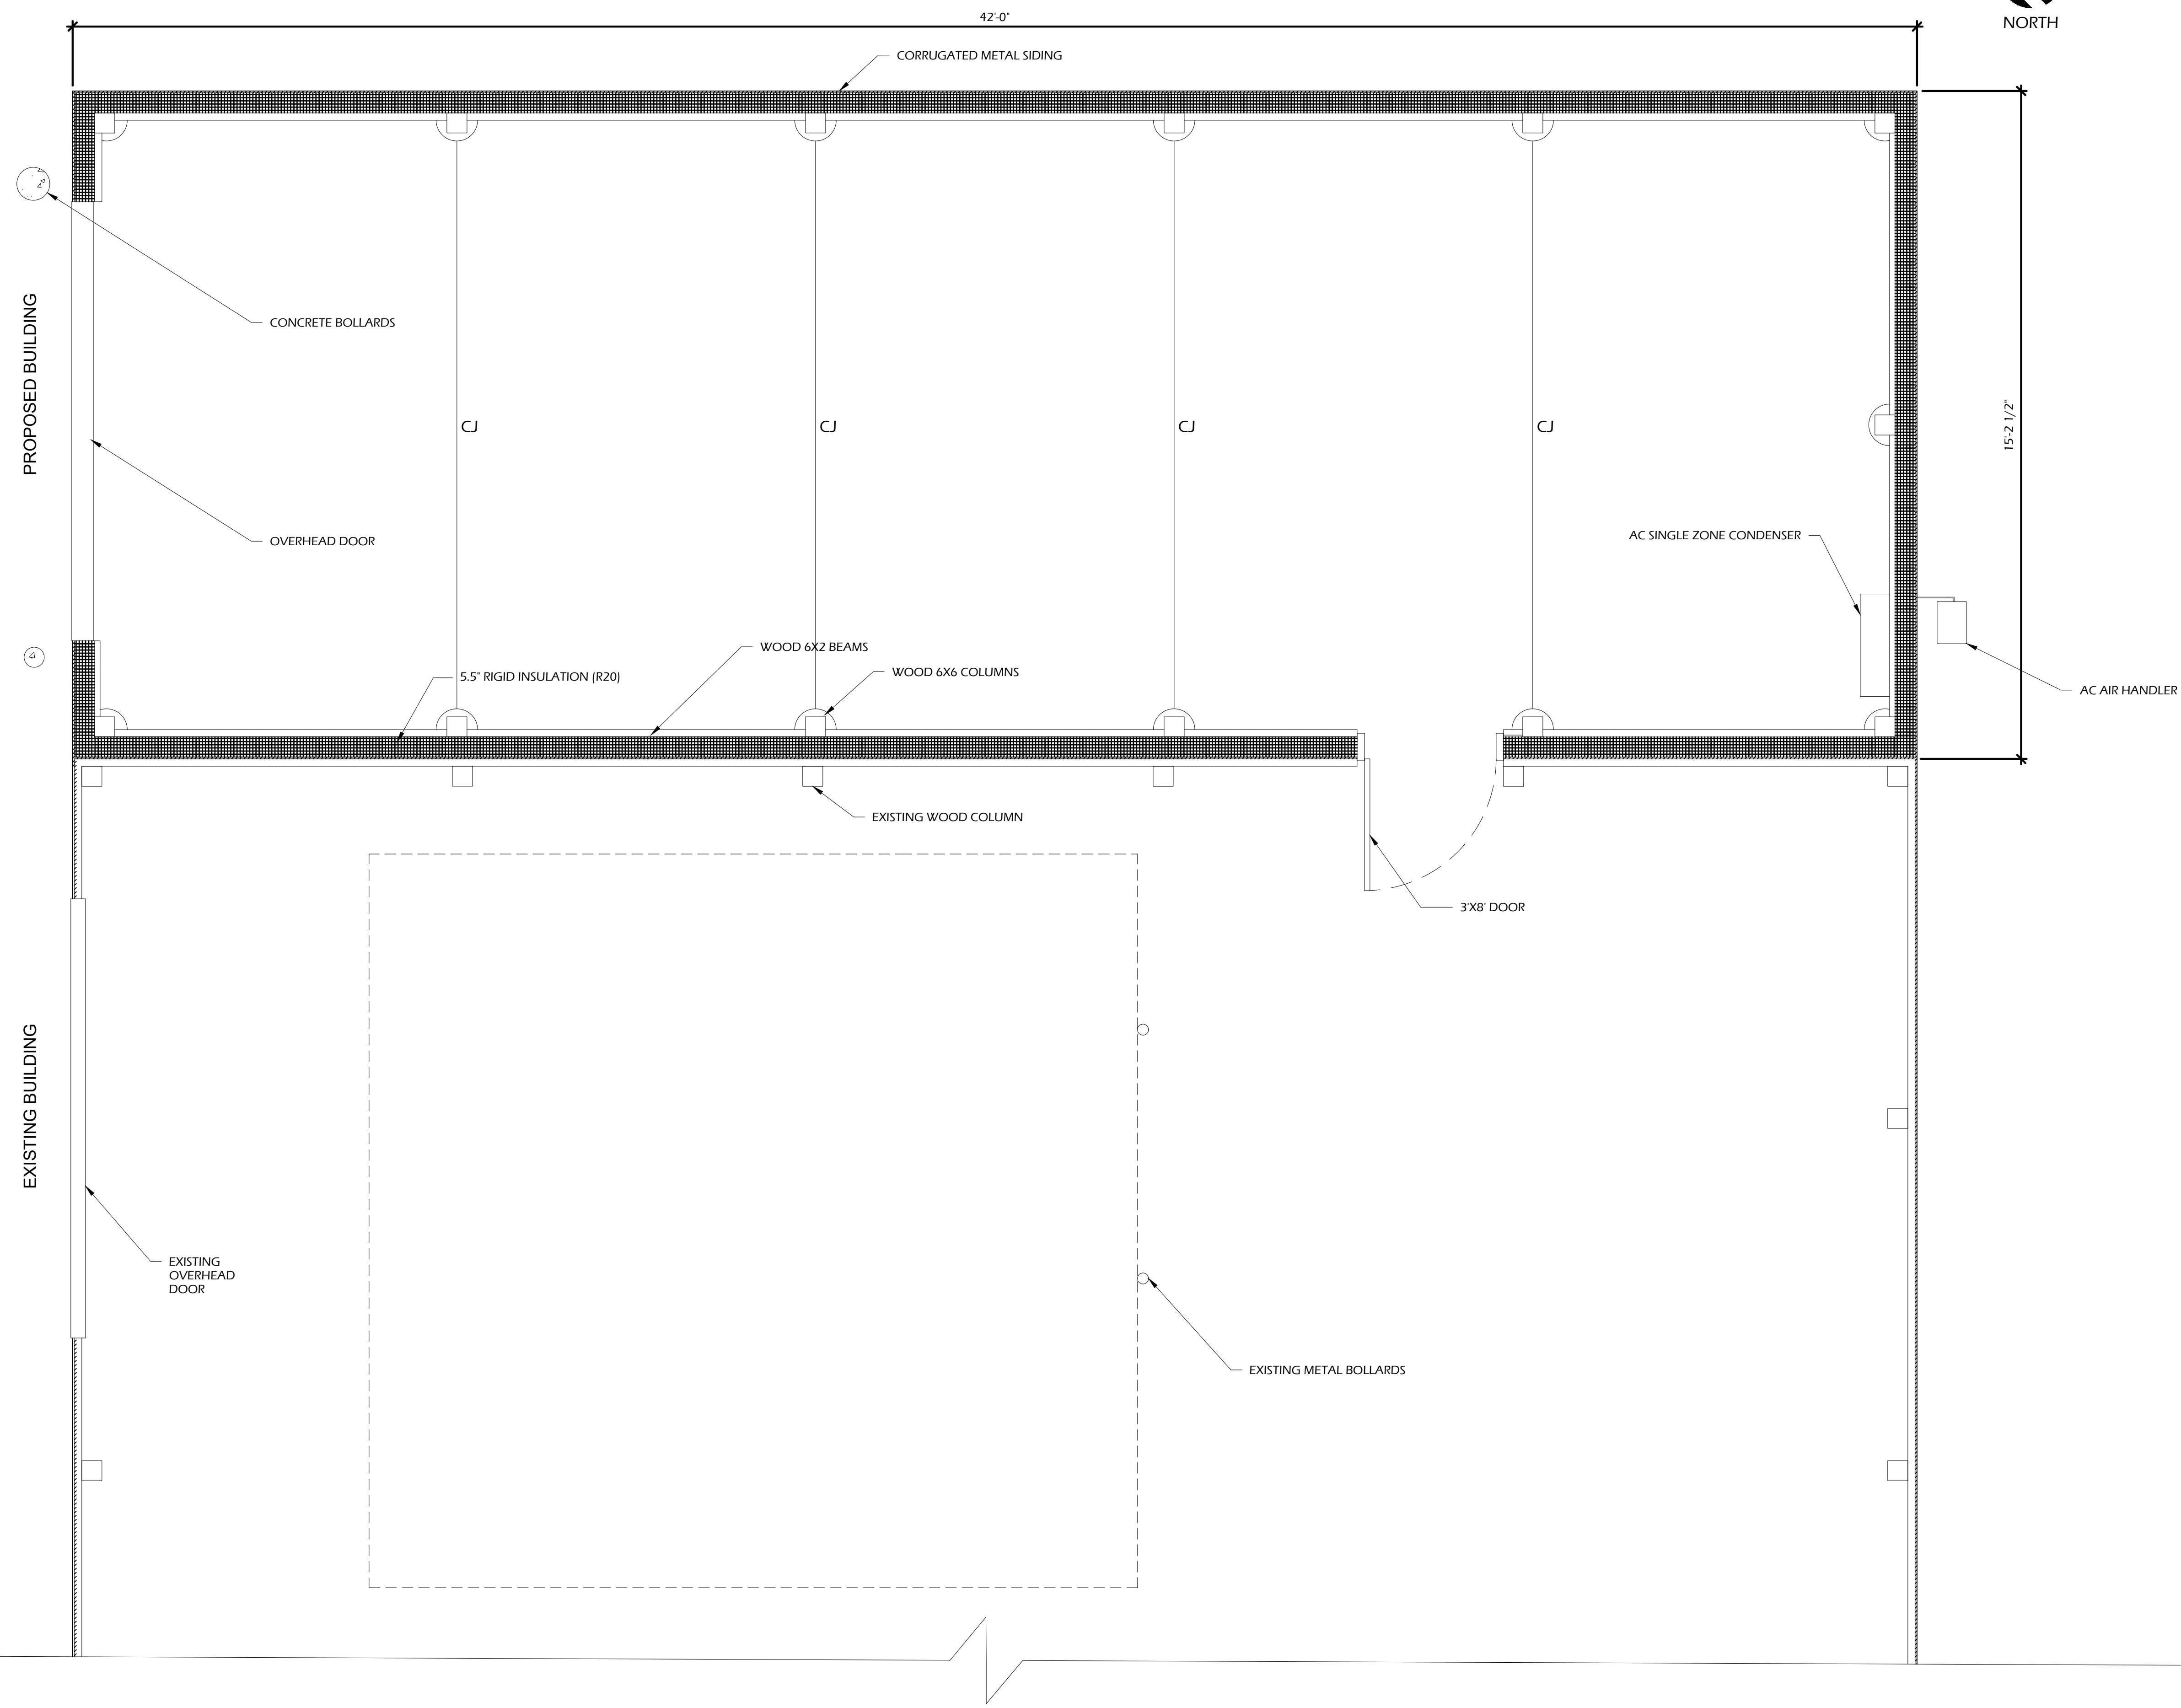 42'-0"
NORTH
CORRUGATED METAL SIDING
CONCRETE BOLLARDS
PROPOSED BUILDING
CJ
CJ
CJ
CJ
15'-2 1/2"
OVERHEAD DOOR
AC SINGLE ZONE CONDENSER
WOOD 6X2 BEAMS
5.5" RIGID INSULATION (R20)
WOOD 6X6 COLUMNS
AC AIR HANDLER
EXISTING WOOD COLUMN
3'X8' DOOR
EXISTING BUILDING
EXISTING
OVERHEAD
DOOR
EXISTING METAL BOLLARDS